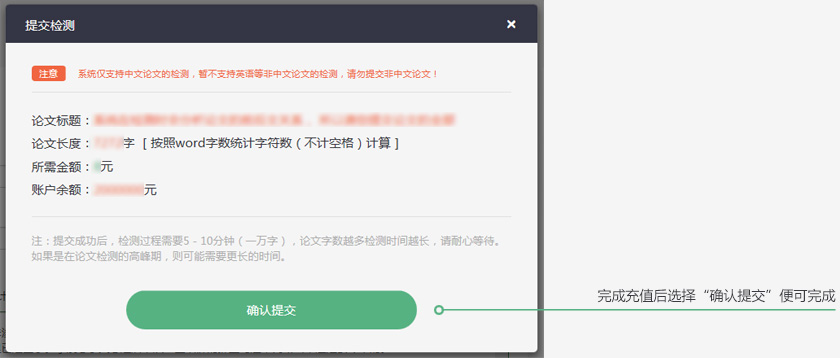 提交检测
×
注意 系统仅支持中文论文的检测，暂不支持英语等非中文论文的检测，请勿提交非中文论文！
论文标题：
论文长度： 字 [ 按照word字数统计字符数（不计空格）计算 ]
所需金额： 元
账户余额： 元
注：提交成功后，检测过程需要5 - 10分钟（一万字），论文字数越多检测时间越长，请耐心等待。
如果是在论文检测的高峰期，则可能需要更长的时间。
确认提交
完成充值后选择“确认提交”便可完成